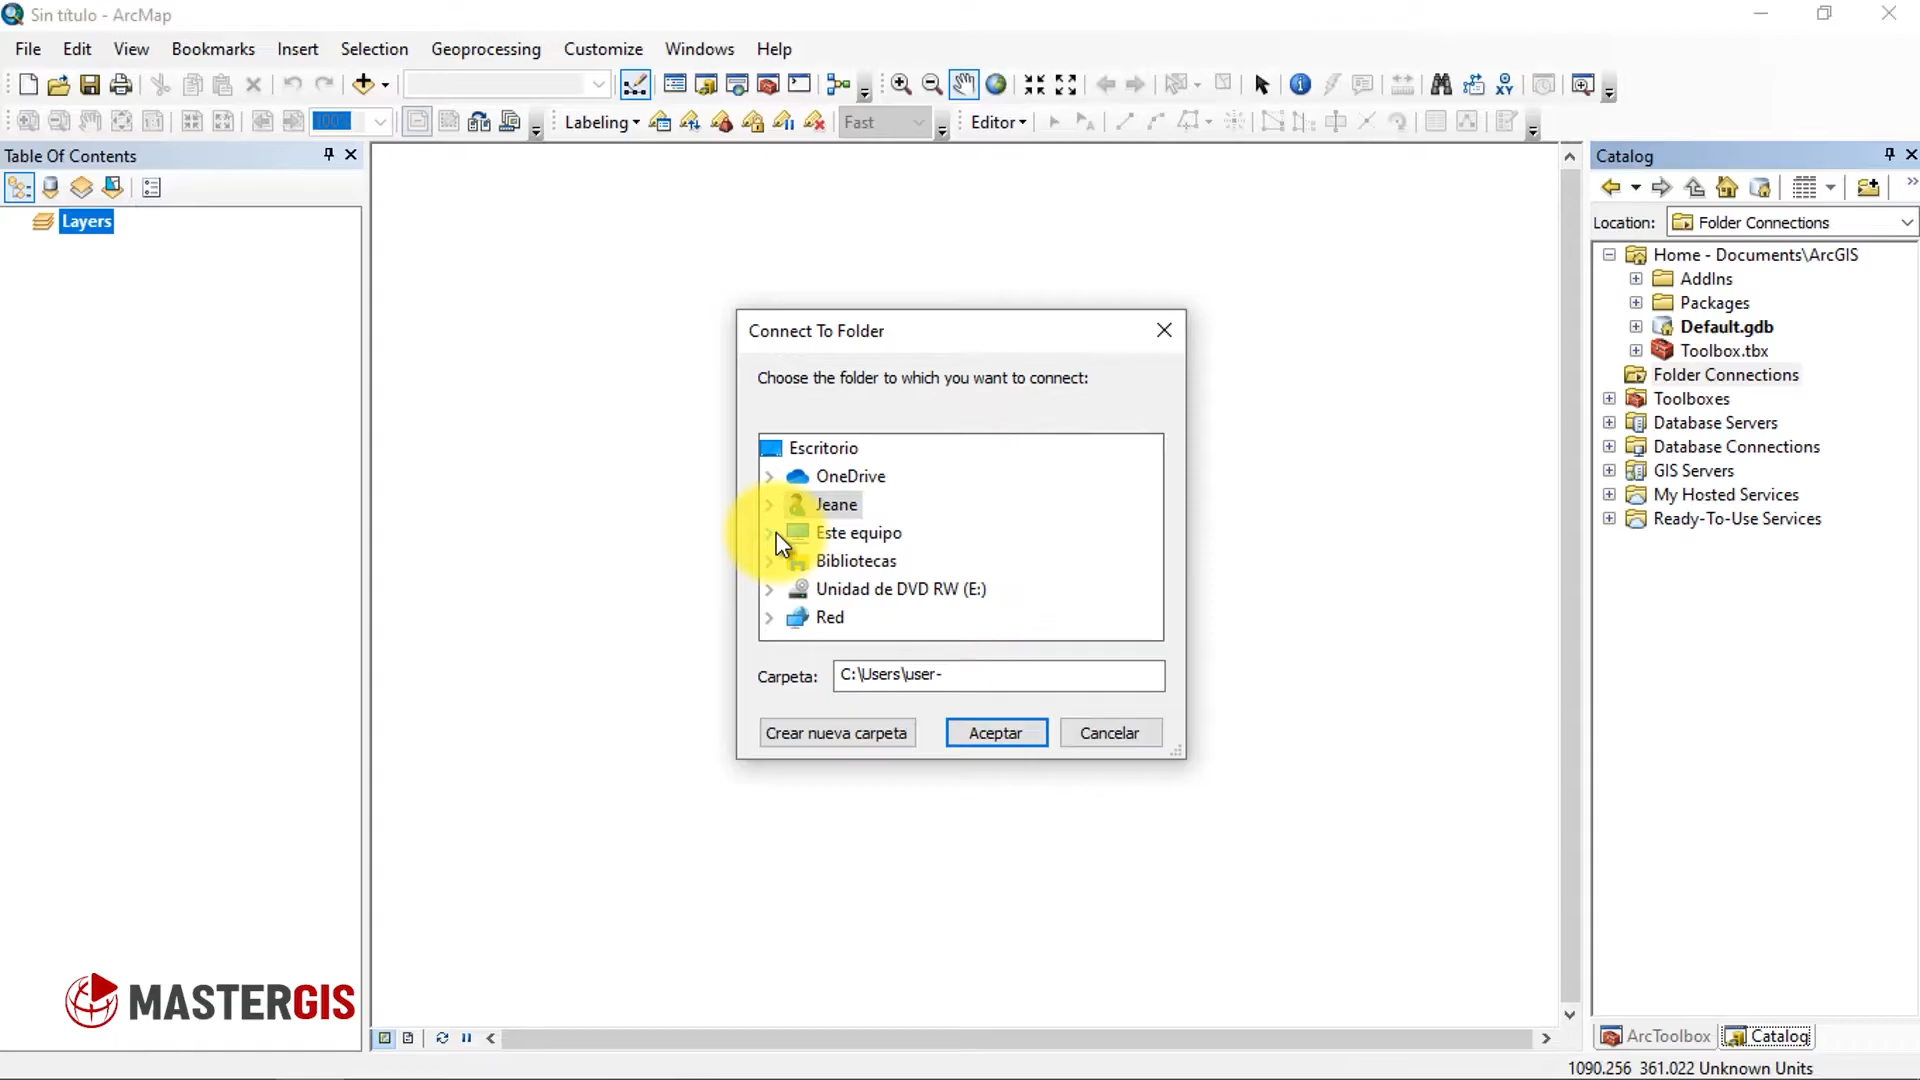 Sin título - ArcMap
File Edit View Bookmarks Insert Selection Geoprocessing Customize Windows Help
100%
Labeling
Fast
Editor
Table Of Contents
Layers
Connect To Folder
Choose the folder to which you want to connect:
Escritorio
OneDrive
Jeane
Este equipo
Bibliotecas
Unidad de DVD RW (E:)
Red
Carpeta: C:\Users\user-
Crear nueva carpeta Aceptar Cancelar
Catalog
Location: Folder Connections
Home - Documents\ArcGIS
AddIns
Packages
Default.gdb
Toolbox.tbx
Folder Connections
Toolboxes
Database Servers
Database Connections
GIS Servers
My Hosted Services
Ready-To-Use Services
MASTERGIS
ArcToolbox Catalog
1090.256 361.022 Unknown Units